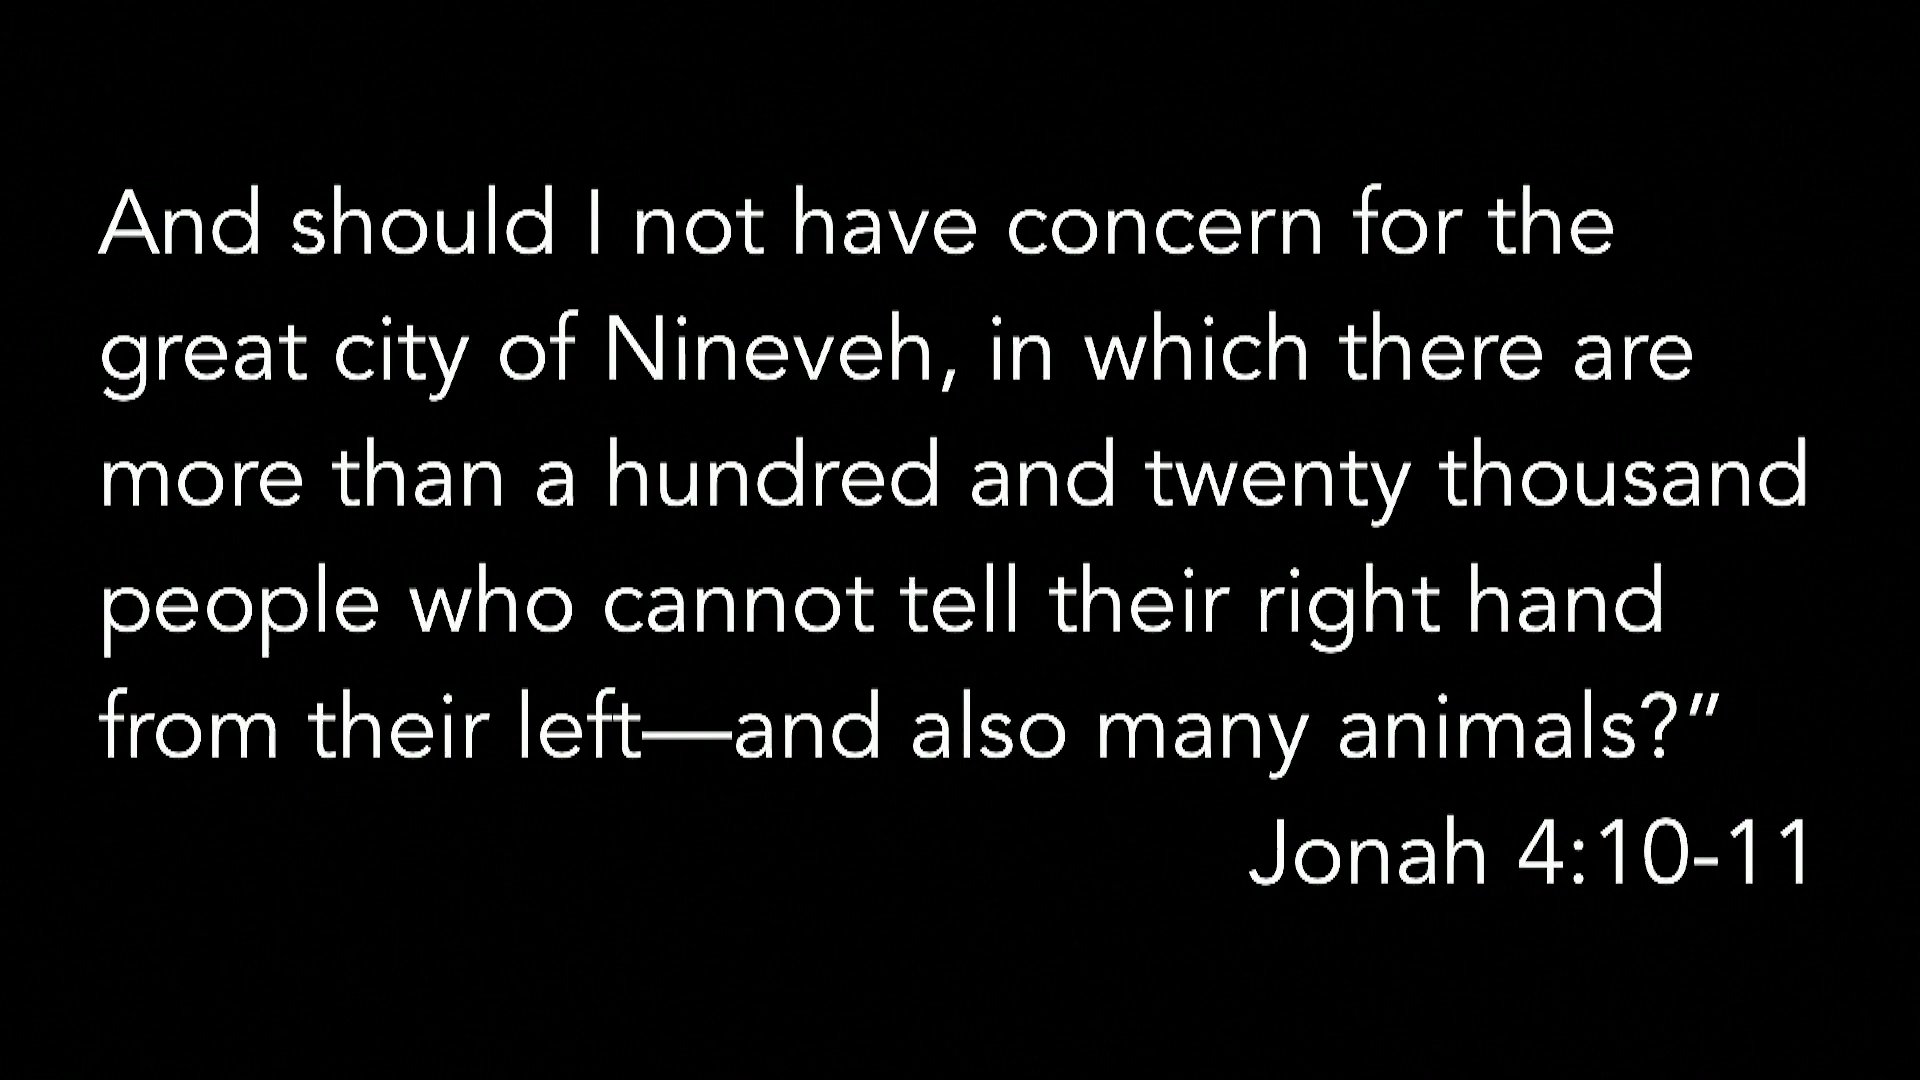 And should I not have concern for the
great city of Nineveh, in which there are
more than a hundred and twenty thousand
people who cannot tell their right hand
from their left—and also many animals?”
Jonah 4:10-11